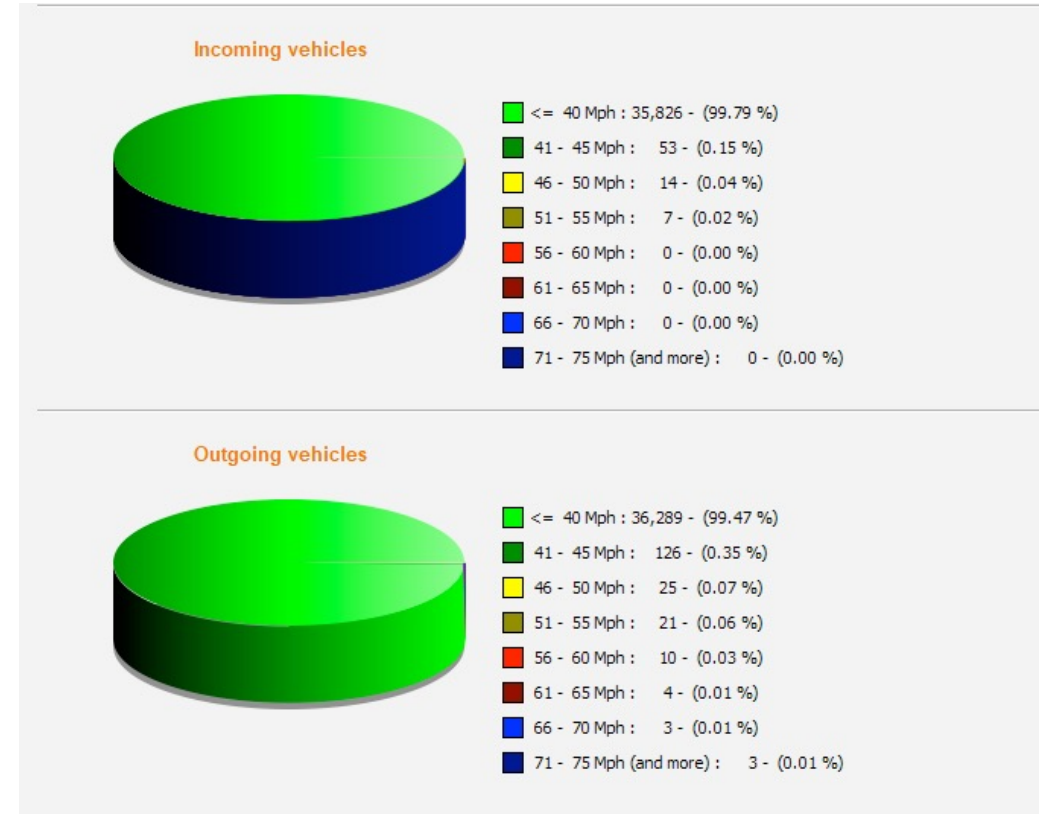 Incoming vehicles
<= 40 Mph : 35,826 - (99.79 %)
41 - 45 Mph : 53 - (0.15 %)
46 - 50 Mph : 14 - (0.04 %)
51 - 55 Mph : 7 - (0.02 %)
56 - 60 Mph : 0 - (0.00 %)
61 - 65 Mph : 0 - (0.00 %)
66 - 70 Mph : 0 - (0.00 %)
71 - 75 Mph (and more) : 0 - (0.00 %)
Outgoing vehicles
<= 40 Mph : 36,289 - (99.47 %)
41 - 45 Mph : 126 - (0.35 %)
46 - 50 Mph : 25 - (0.07 %)
51 - 55 Mph : 21 - (0.06 %)
56 - 60 Mph : 10 - (0.03 %)
61 - 65 Mph : 4 - (0.01 %)
66 - 70 Mph : 3 - (0.01 %)
71 - 75 Mph (and more) : 3 - (0.01 %)